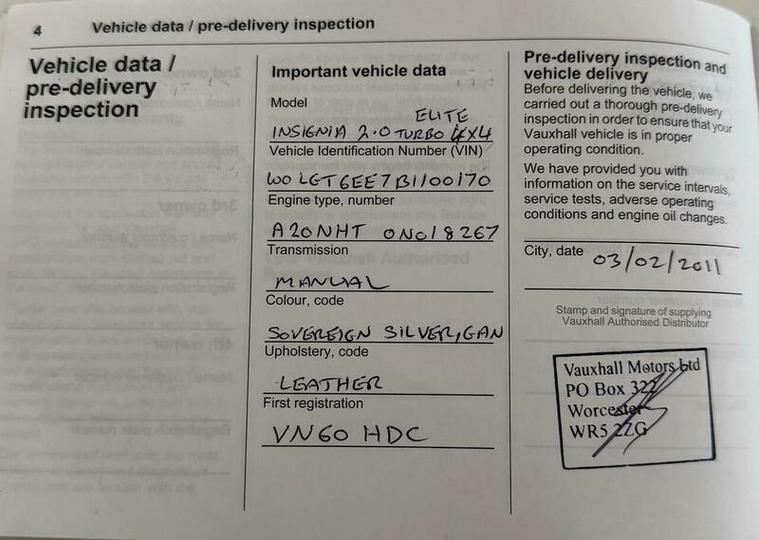 4 Vehicle data / pre-delivery inspection
Vehicle data /
pre-delivery
inspection
Important vehicle data
Model
ELITE
INSIGNIA 2.0 TURBO 4X4
Vehicle Identification Number (VIN)
WO LGT6EE7B1100170
Engine type, number
A20NHT ONO18267
Transmission
MANUAL
Colour, code
SOVEREIGN SILVER, GAN
Upholstery, code
LEATHER
First registration
VN60 HDC
Pre-delivery inspection and
vehicle delivery
Before delivering the vehicle, we
carried out a thorough pre-delivery
inspection in order to ensure that your
Vauxhall vehicle is in proper
operating condition.
We have provided you with
information on the service intervals,
service tests, adverse operating
conditions and engine oil changes.
City, date 03/02/2011
Stamp and signature of supplying
Vauxhall Authorised Distributor
Vauxhall Motors Ltd
PO Box 322
Worcester
WR5 2ZG